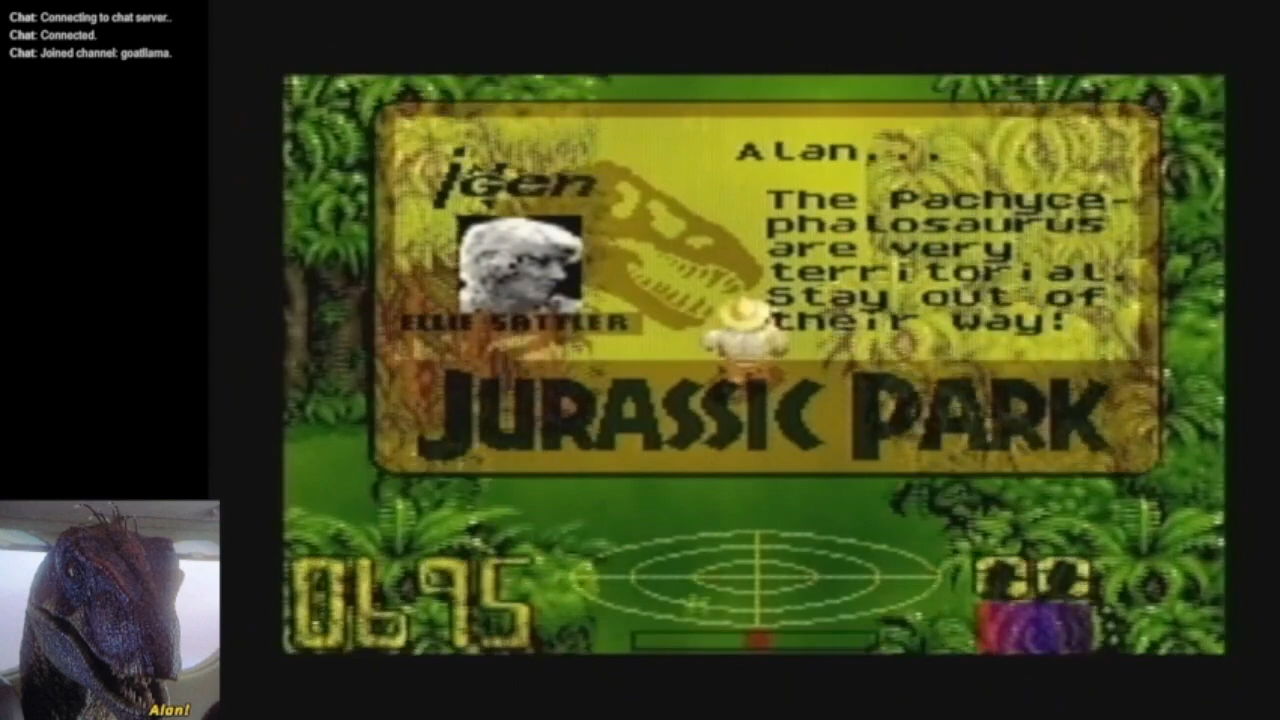 Chat: Connecting to chat server..
Chat: Connected.
Chat: Joined channel: goatllama.
Alan...
jgen
The Pachyce-
phalosaurus
are very
territorial.
Stay out of
their way!
ELLIE SATTLER
JURASSIC PARK
0695
Alan!